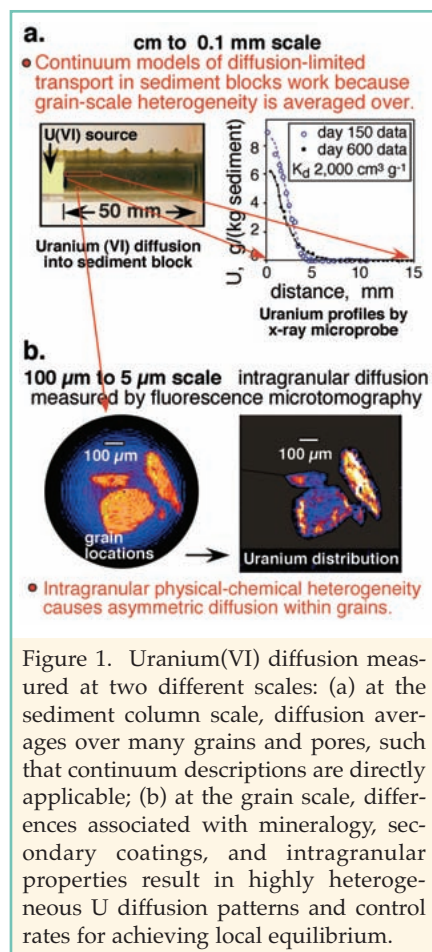 a.
cm to 0.1 mm scale
Continuum models of diffusion-limited
transport in sediment blocks work because
grain-scale heterogeneity is averaged over.
U(VI) source
50 mm
Uranium (VI) diffusion
into sediment block
day 150 data
day 600 data
Kd 2,000 cm³ g⁻¹
U, g/(kg sediment)
8
6
4
2
0
0 5 10 15
distance, mm
Uranium profiles by
x-ray microprobe
b.
100 µm to 5 µm scale intragranular diffusion
measured by fluorescence microtomography
100 µm
grain
locations
100 µm
Uranium distribution
Intragranular physical-chemical heterogeneity
causes asymmetric diffusion within grains.
Figure 1. Uranium(VI) diffusion meas-
ured at two different scales: (a) at the
sediment column scale, diffusion aver-
ages over many grains and pores, such
that continuum descriptions are directly
applicable; (b) at the grain scale, differ-
ences associated with mineralogy, sec-
ondary coatings, and intragranular
properties result in highly heteroge-
neous U diffusion patterns and control
rates for achieving local equilibrium.